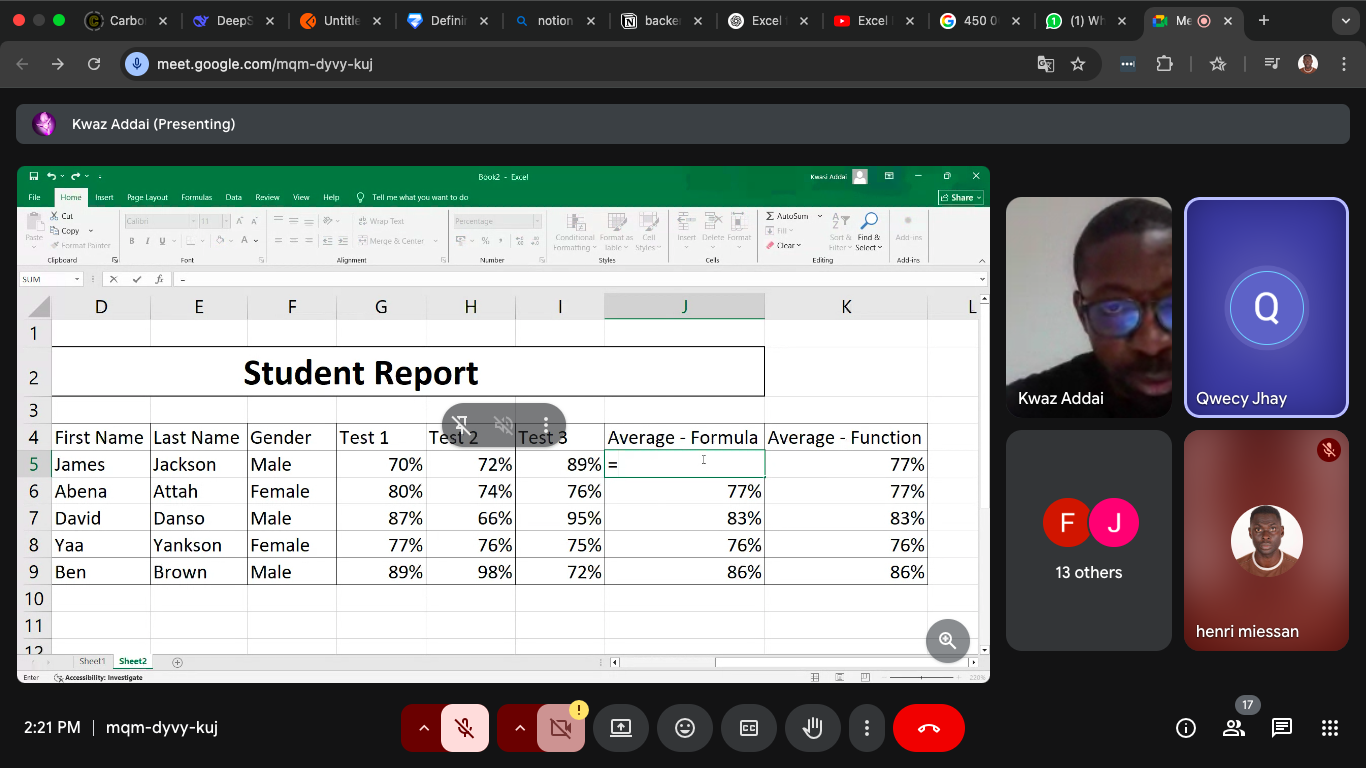 Carbo
DeepS
Untitle
Definin
notion
backe
Excel f
Excel
450 0
(1) Wh
Me
meet.google.com/mqm-dyvy-kuj
Kwaz Addai (Presenting)
Book2 - Excel
Kwasi Addai
File Home Insert Page Layout Formulas Data Review View Help Tell me what you want to do
Share
Paste
Cut
Copy
Format Painter
Clipboard
Calibri 11
B I U
Font
Wrap Text
Merge & Center
Alignment
Percentage
Number
Conditional Formatting
Format as Table
Cell Styles
Styles
Insert Delete Format
Cells
AutoSum
Fill
Clear
Sort & Filter
Find & Select
Editing
Add-ins
Add-ins
SUM fx =
D E F G H I J K L
1
2 Student Report
3
4 First Name Last Name Gender Test 1 Test 2 Test 3 Average - Formula Average - Function
5 James Jackson Male 70% 72% 89% = 77%
6 Abena Attah Female 80% 74% 76% 77% 77%
7 David Danso Male 87% 66% 95% 83% 83%
8 Yaa Yankson Female 77% 76% 75% 76% 76%
9 Ben Brown Male 89% 98% 72% 86% 86%
10
11
12
Sheet1 Sheet2
Enter Accessibility: Investigate 220%
Kwaz Addai
Q
Qwecy Jhay
F J
13 others
henri miessan
2:21 PM | mqm-dyvy-kuj
17